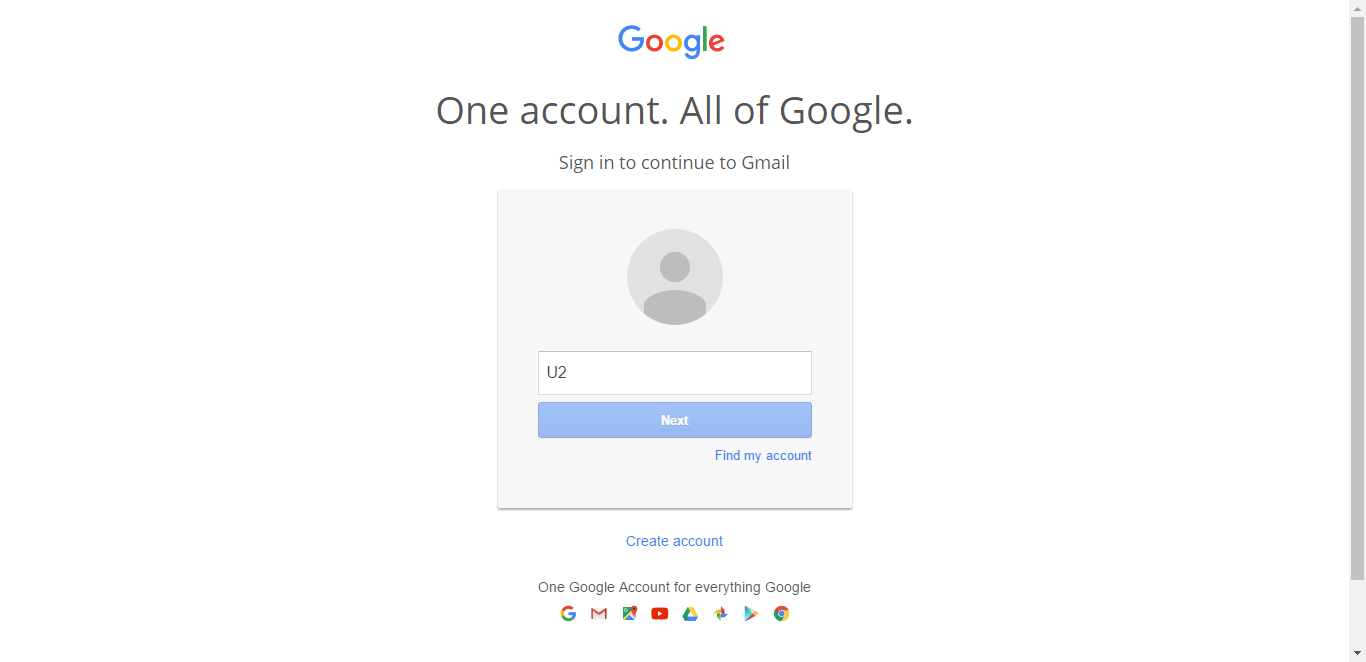 Google
One account. All of Google.
Sign in to continue to Gmail
U2
Next
Find my account
Create account
One Google Account for everything Google